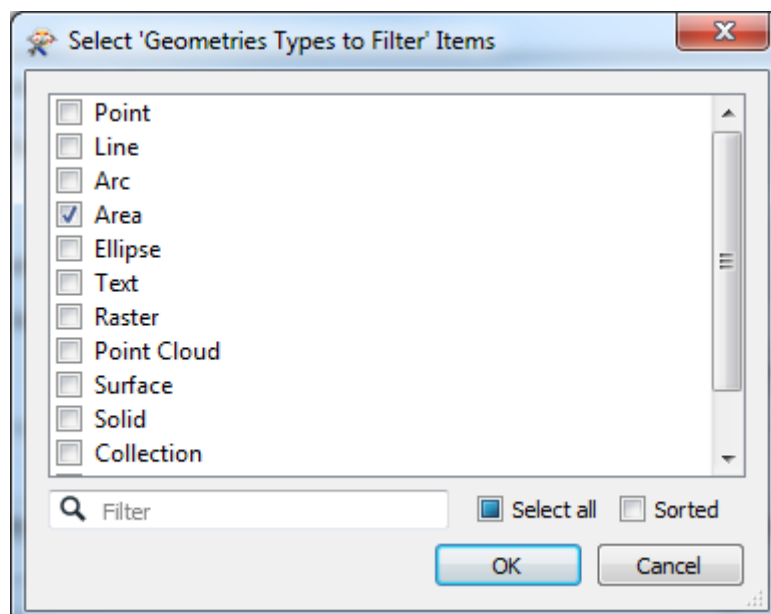 Select 'Geometries Types to Filter' Items
Point
Line
Arc
Area
Ellipse
Text
Raster
Point Cloud
Surface
Solid
Collection
Filter Select all Sorted
OK Cancel